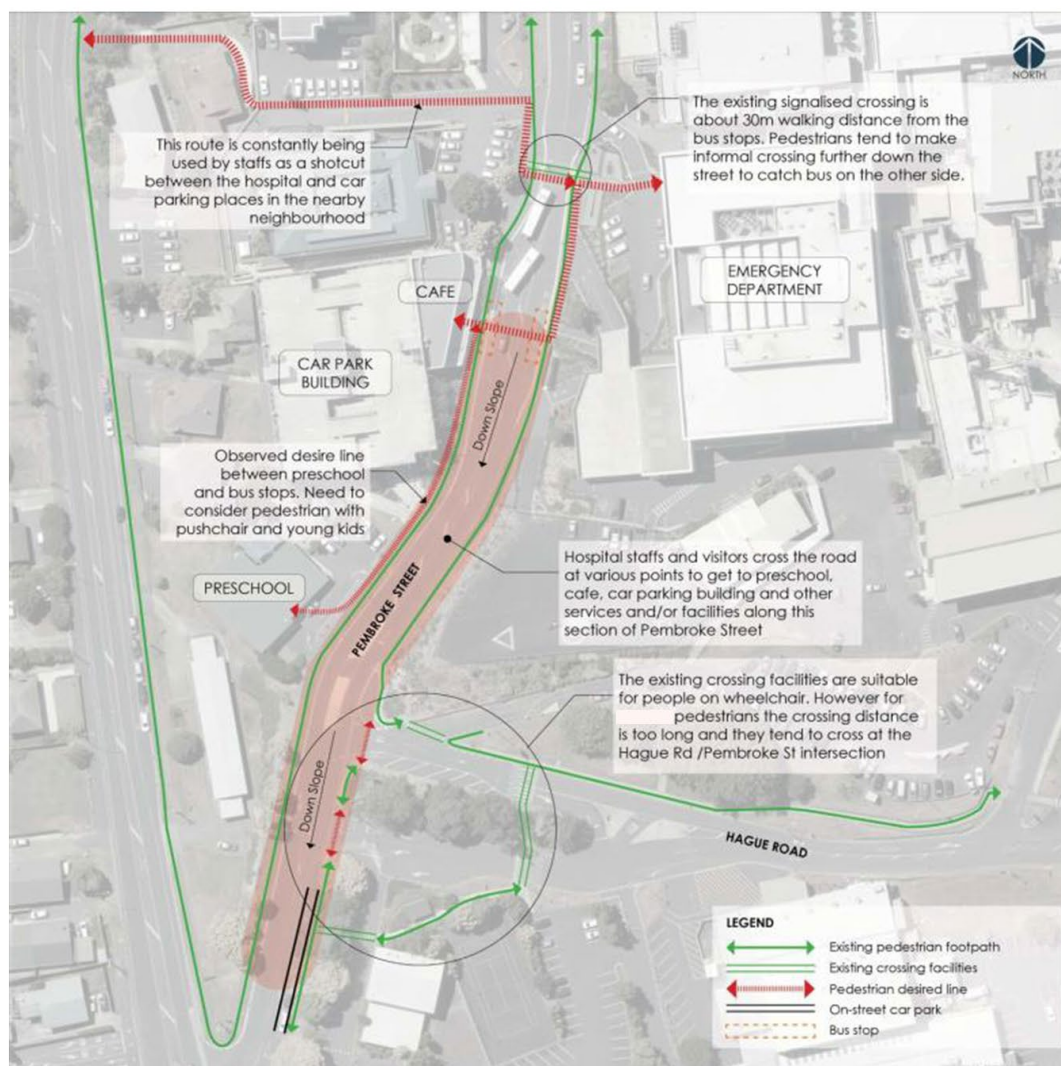 NORTH
The existing signalised crossing is
about 30m walking distance from the
bus stops. Pedestrians tend to make
informal crossing further down the
street to catch bus on the other side.
This route is constantly being
used by staffs as a shotcut
between the hospital and car
parking places in the nearby
neighbourhood
EMERGENCY
DEPARTMENT
CAFE
CAR PARK
BUILDING
Down Slope
Observed desire line
between preschool
and bus stops. Need to
consider pedestrian with
pushchair and young kids
Hospital staffs and visitors cross the road
at various points to get to preschool,
cafe, car parking building and other
services and/or facilities along this
section of Pembroke Street
PRESCHOOL
PEMBROKE STREET
The existing crossing facilities are suitable
for people on wheelchair. However for
pedestrians the crossing distance
is too long and they tend to cross at the
Hague Rd /Pembroke St intersection
Down Slope
HAGUE ROAD
LEGEND
Existing pedestrian footpath
Existing crossing facilities
Pedestrian desired line
On-street car park
Bus stop